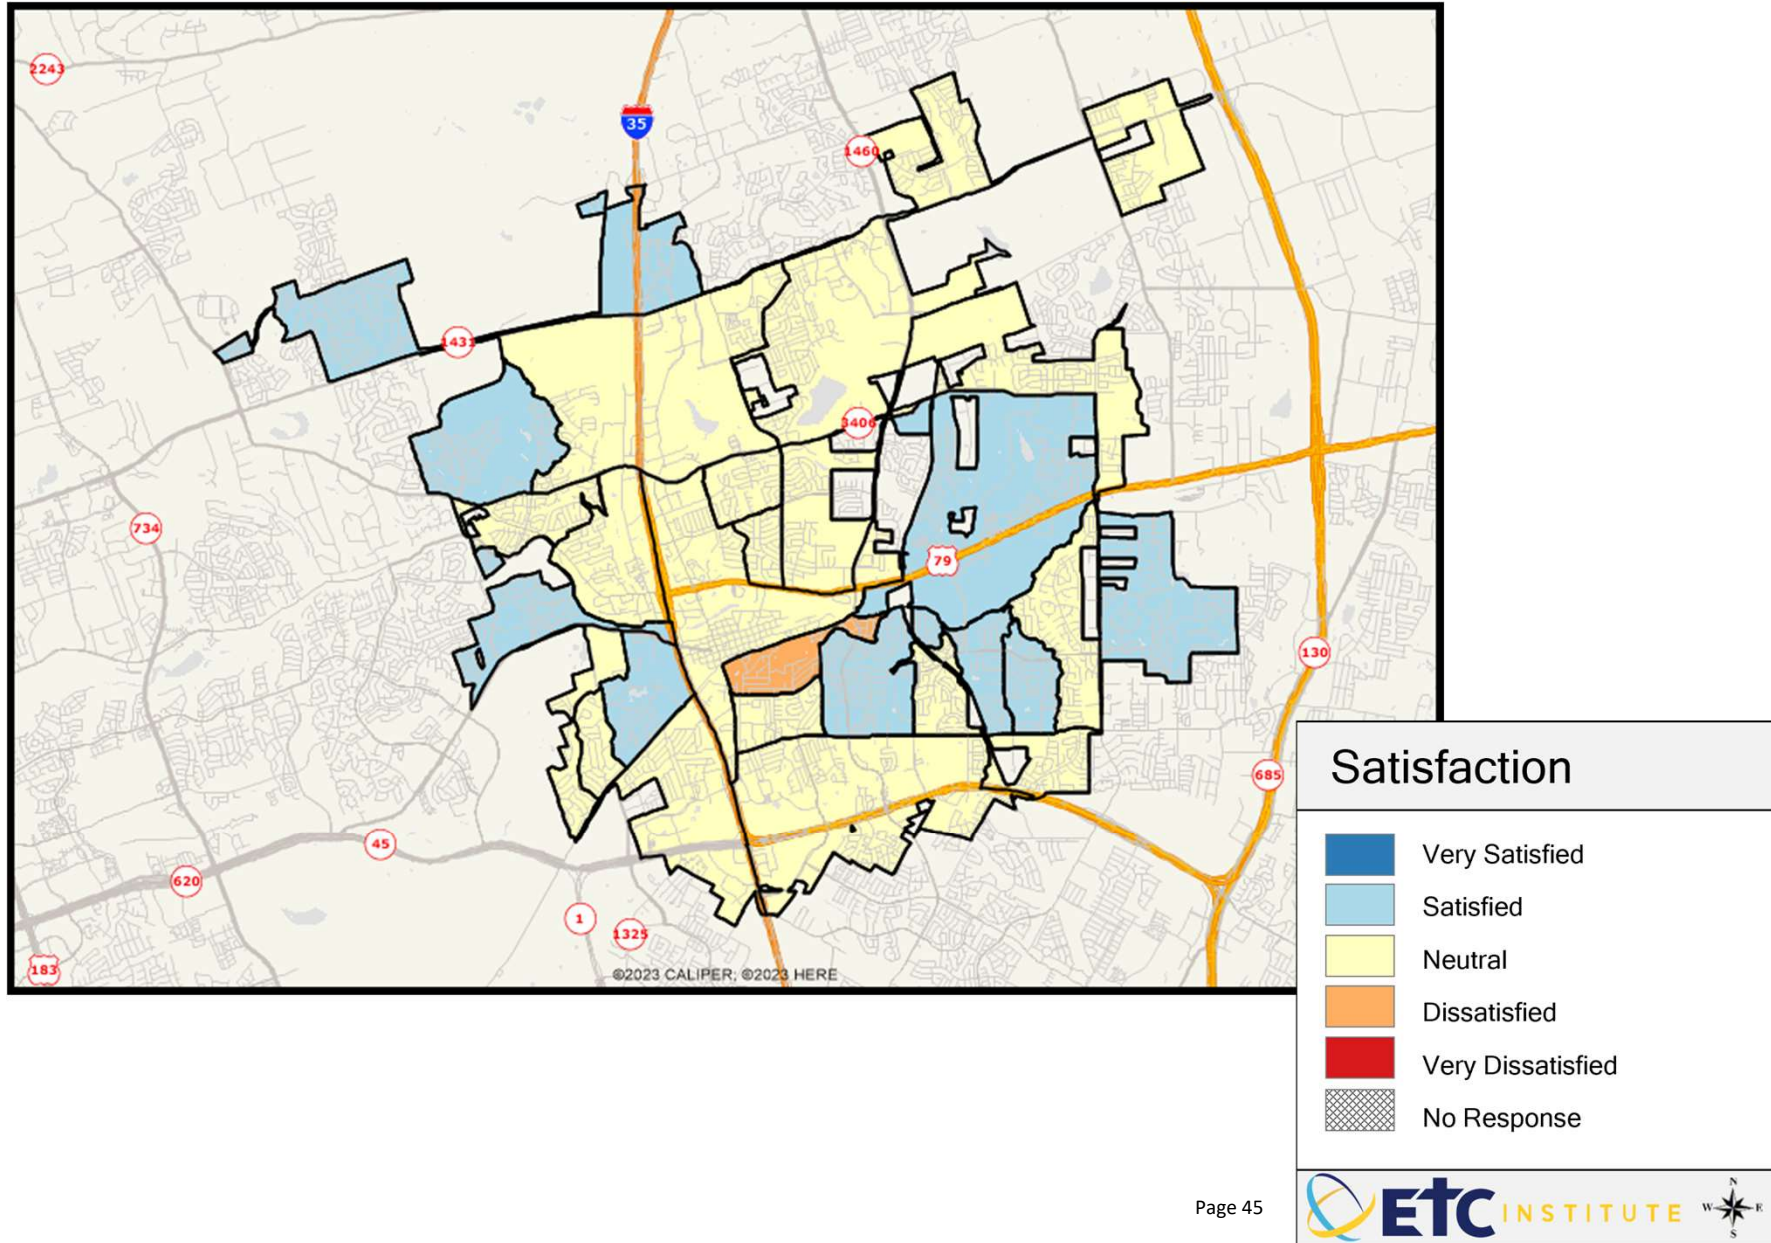 2243
35
1460
1431
3406
734
79
130
685
45
620
1
1325
183
©2023 CALIPER; ©2023 HERE
Satisfaction
Very Satisfied
Satisfied
Neutral
Dissatisfied
Very Dissatisfied
No Response
Page 45
ETC INSTITUTE
N
W E
S